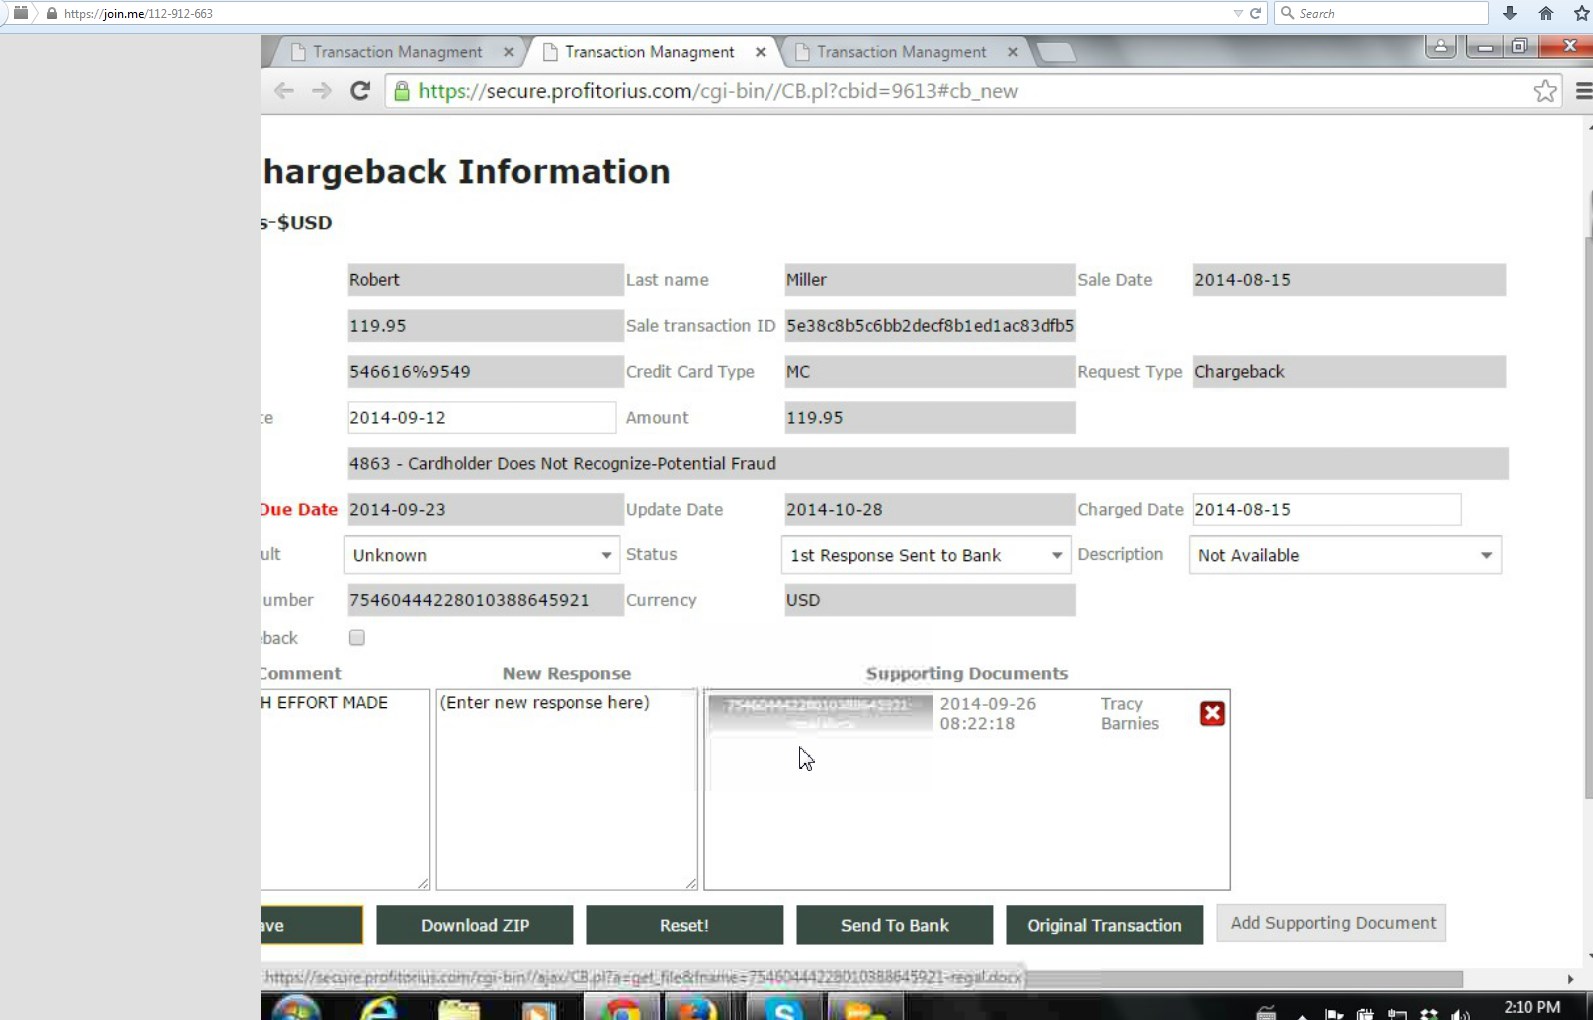 https://join.me/112-912-663
Search
Transaction Managment
Transaction Managment
Transaction Managment
https://secure.profitorius.com/cgi-bin//CB.pl?cbid=9613#cb_new
hargeback Information
s-$USD
Robert Last name Miller Sale Date 2014-08-15
119.95 Sale transaction ID 5e38c8b5c6bb2decf8b1ed1ac83dfb5
546616%9549 Credit Card Type MC Request Type Chargeback
te 2014-09-12 Amount 119.95
4863 - Cardholder Does Not Recognize-Potential Fraud
Due Date 2014-09-23 Update Date 2014-10-28 Charged Date 2014-08-15
ult Unknown Status 1st Response Sent to Bank Description Not Available
umber 75460444228010388645921 Currency USD
eback
Comment New Response Supporting Documents
H EFFORT MADE (Enter new response here) 75460444228010388645921- 2014-09-26 Tracy
08:22:18 Barnies
ave Download ZIP Reset! Send To Bank Original Transaction Add Supporting Document
https://secure.profitorius.com/cgi-bin//ajax/CB.pl?a=get_file&fname=75460444228010388645921-regal.docx
2:10 PM